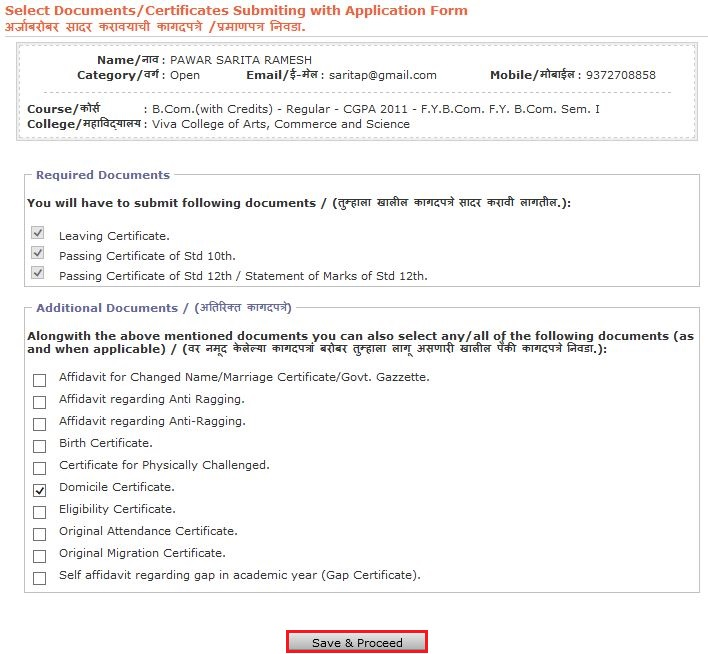 Select Documents/Certificates Submiting with Application Form
अर्जाबरोबर सादर करावयाची कागदपत्रे /प्रमाणपत्र निवडा.
Name/नाव : PAWAR SARITA RAMESH
Category/वर्ग : Open Email/ई-मेल : saritap@gmail.com Mobile/मोबाईल : 9372708858
Course/कोर्स : B.Com.(with Credits) - Regular - CGPA 2011 - F.Y.B.Com. F.Y. B.Com. Sem. I
College/महाविद्यालय : Viva College of Arts, Commerce and Science
Required Documents
You will have to submit following documents / (तुम्हाला खालील कागदपत्रे सादर करावी लागतील.):
Leaving Certificate.
Passing Certificate of Std 10th.
Passing Certificate of Std 12th / Statement of Marks of Std 12th.
Additional Documents / (अतिरिक्त कागदपत्रे)
Alongwith the above mentioned documents you can also select any/all of the following documents (as
and when applicable) / (वर नमूद केलेल्या कागदपत्रां बरोबर तुम्हाला लागू असणारी खालील पैकी कागदपत्रे निवडा.):
Affidavit for Changed Name/Marriage Certificate/Govt. Gazzette.
Affidavit regarding Anti Ragging.
Affidavit regarding Anti-Ragging.
Birth Certificate.
Certificate for Physically Challenged.
Domicile Certificate.
Eligibility Certificate.
Original Attendance Certificate.
Original Migration Certificate.
Self affidavit regarding gap in academic year (Gap Certificate).
Save & Proceed